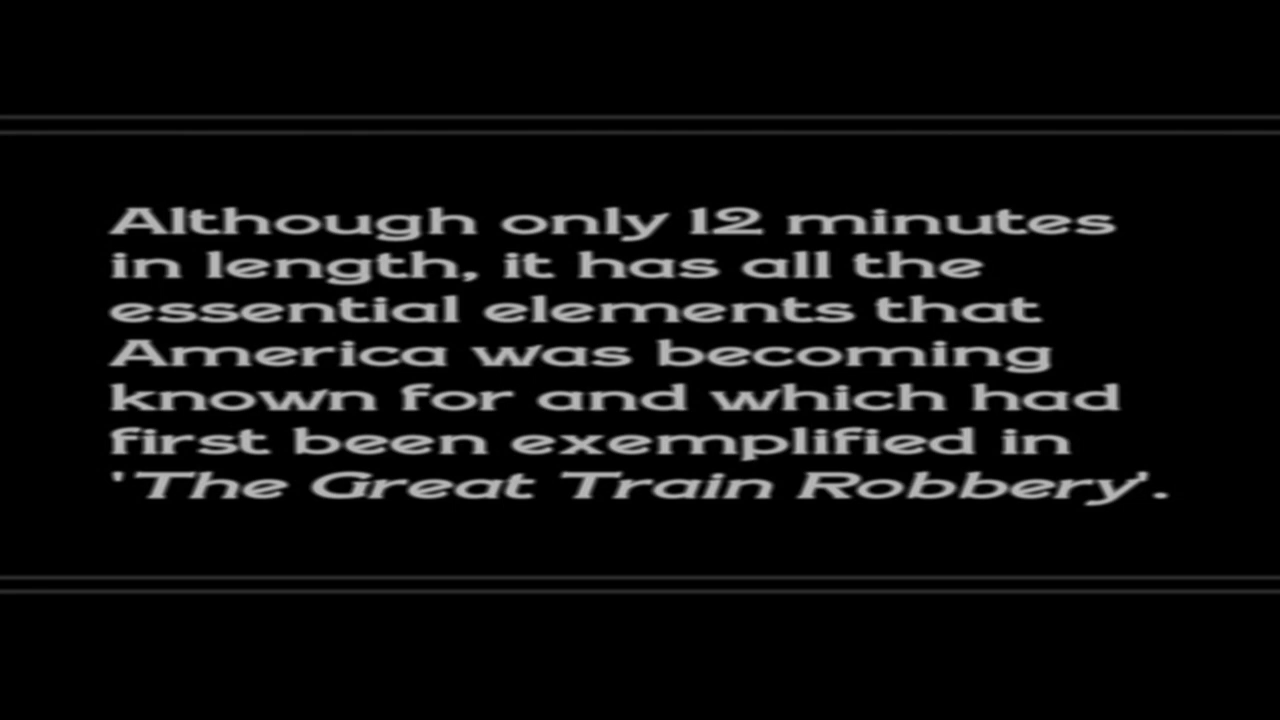 Although only 12 minutes
in length, it has all the
essential elements that
America was becoming
known for and which had
first been exemplified in
'The Great Train Robbery'.